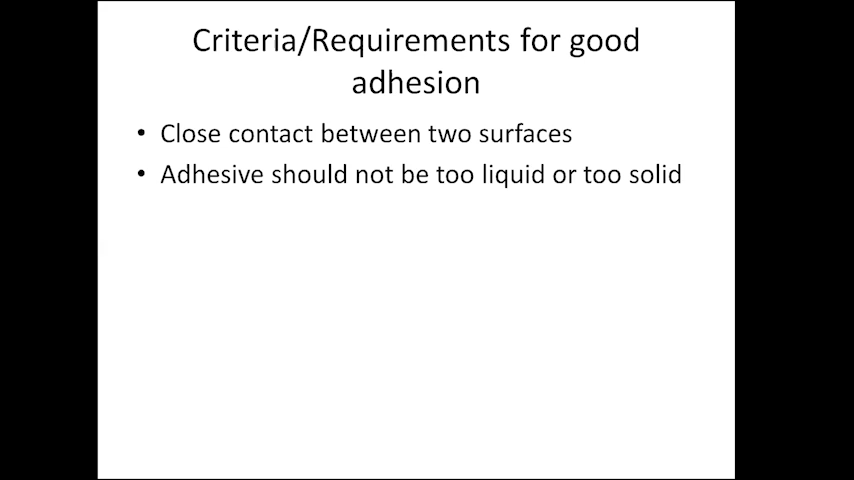 Criteria/Requirements for good
adhesion
• Close contact between two surfaces
• Adhesive should not be too liquid or too solid